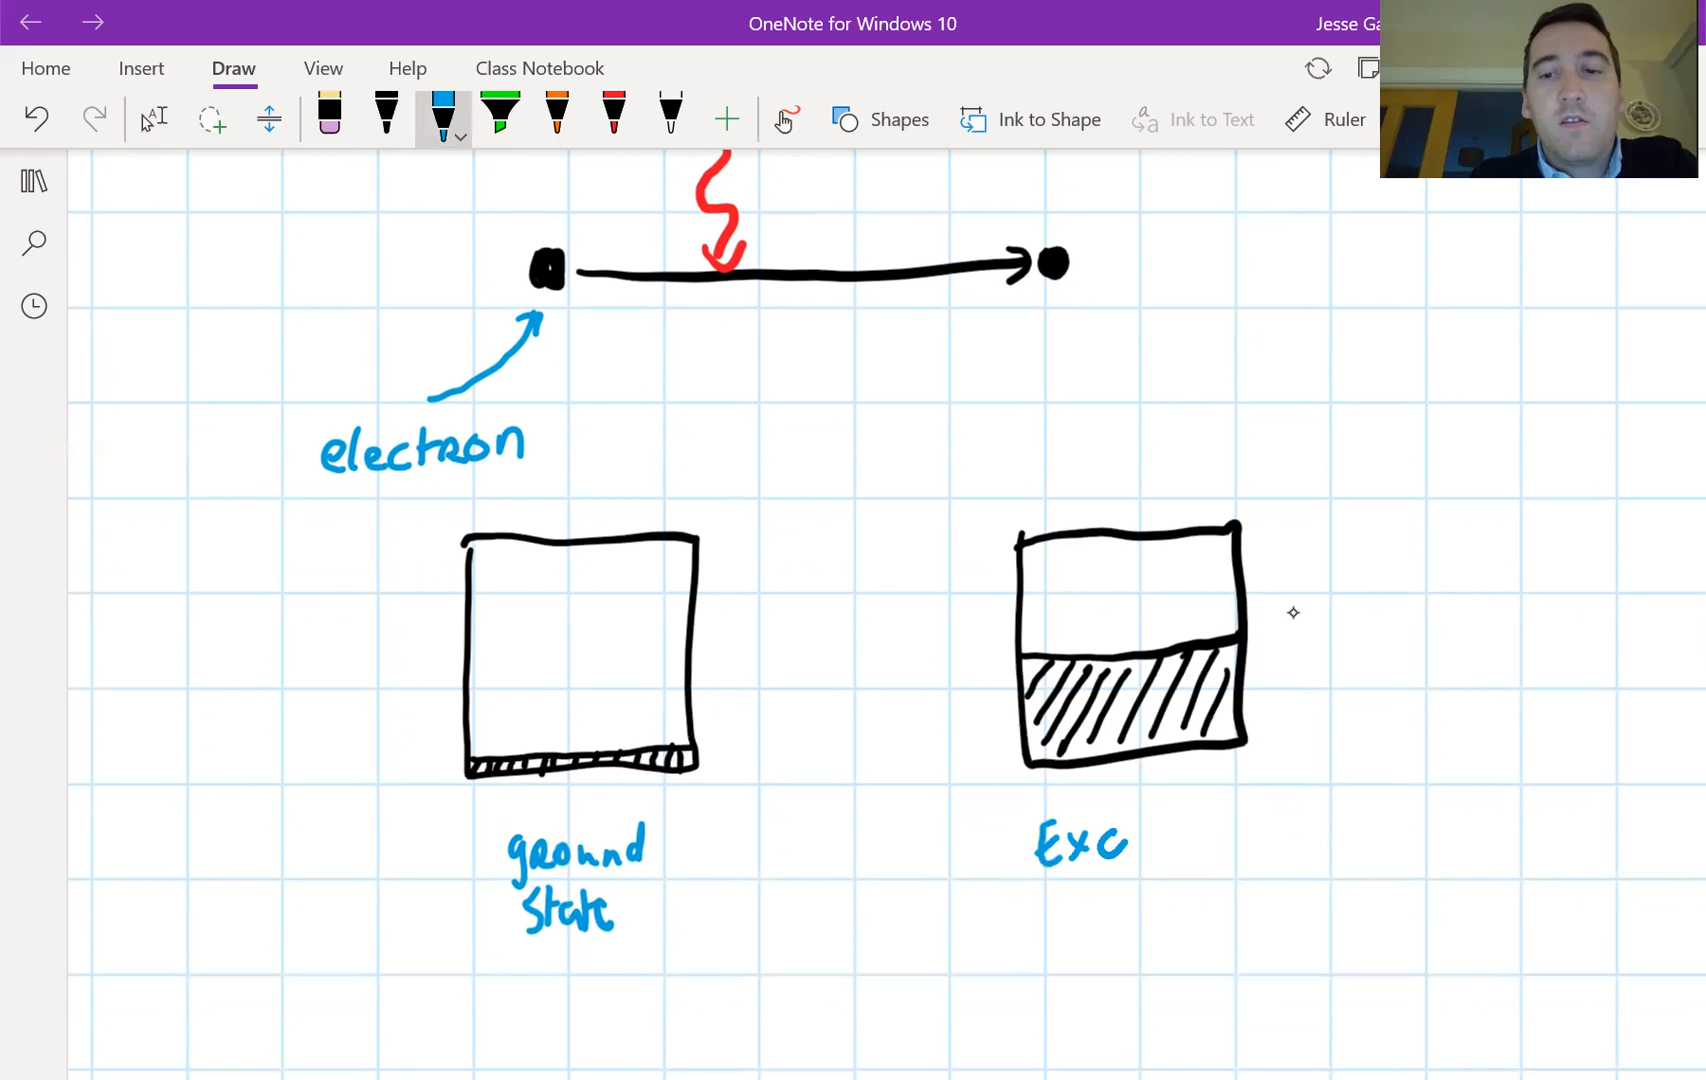 OneNote for Windows 10
Jesse Ga
Home Insert Draw View Help Class Notebook
Shapes Ink to Shape Ink to Text Ruler
electron
ground
state
Exc